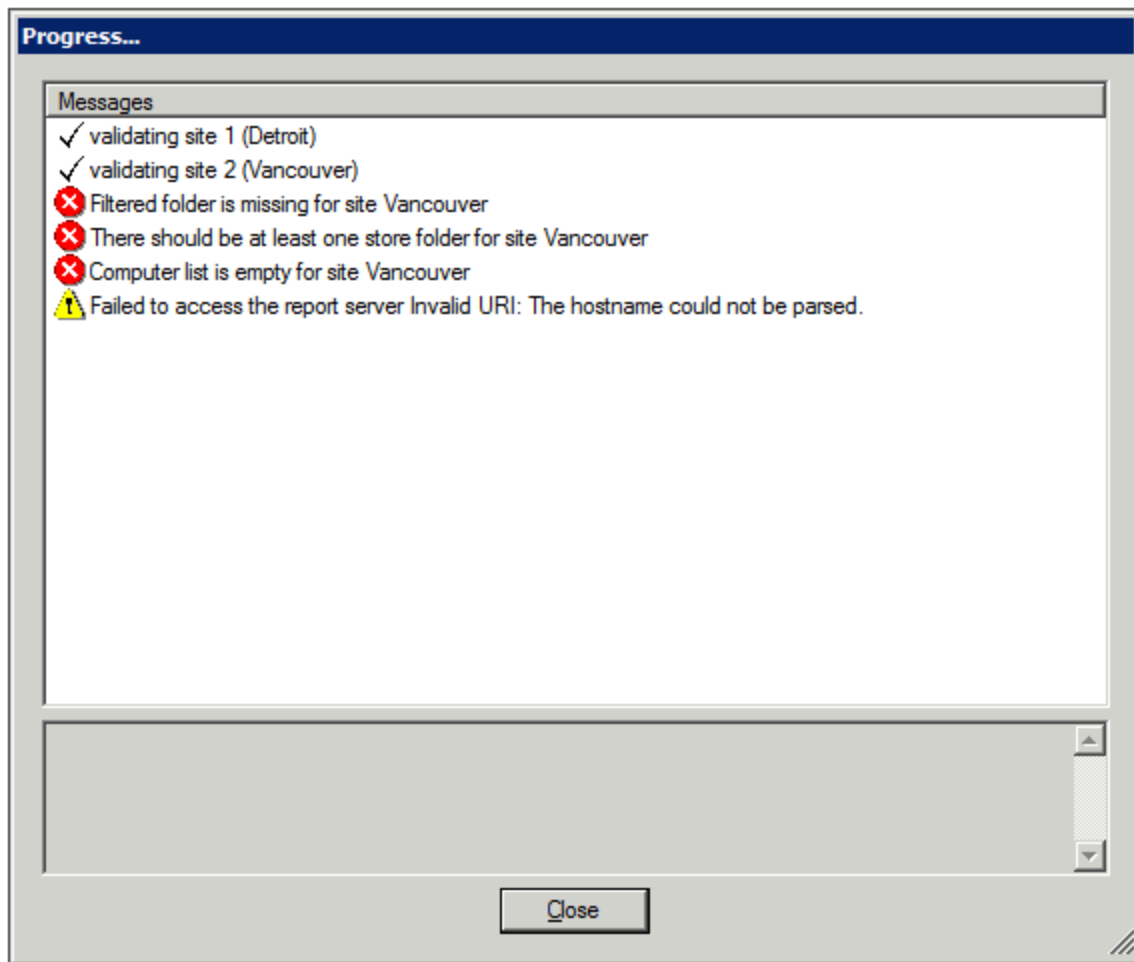 Progress...
Messages
validating site 1 (Detroit)
validating site 2 (Vancouver)
Filtered folder is missing for site Vancouver
There should be at least one store folder for site Vancouver
Computer list is empty for site Vancouver
Failed to access the report server Invalid URI: The hostname could not be parsed.
Close